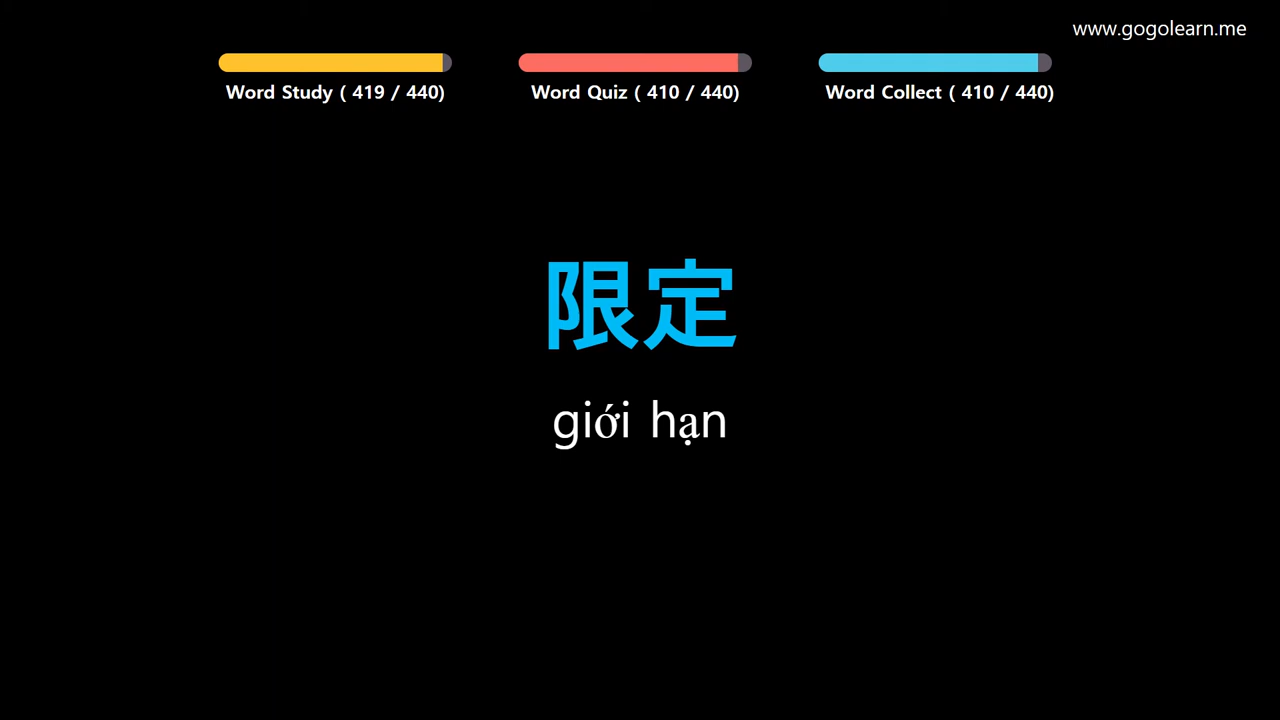 www.gogolearn.me
Word Study ( 419 / 440)
Word Quiz ( 410 / 440)
Word Collect ( 410 / 440)
限定
giới hạn